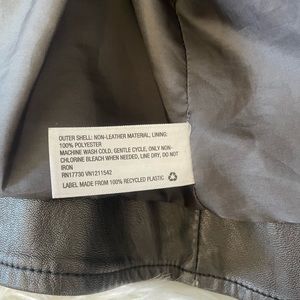 OUTER SHELL: NON-LEATHER MATERIAL; LINING:
100% POLYESTER
MACHINE WASH COLD, GENTLE CYCLE, ONLY NON-
CHLORINE BLEACH WHEN NEEDED, LINE DRY, DO NOT
IRON
RN17730 VN1211542
LABEL MADE FROM 100% RECYCLED PLASTIC